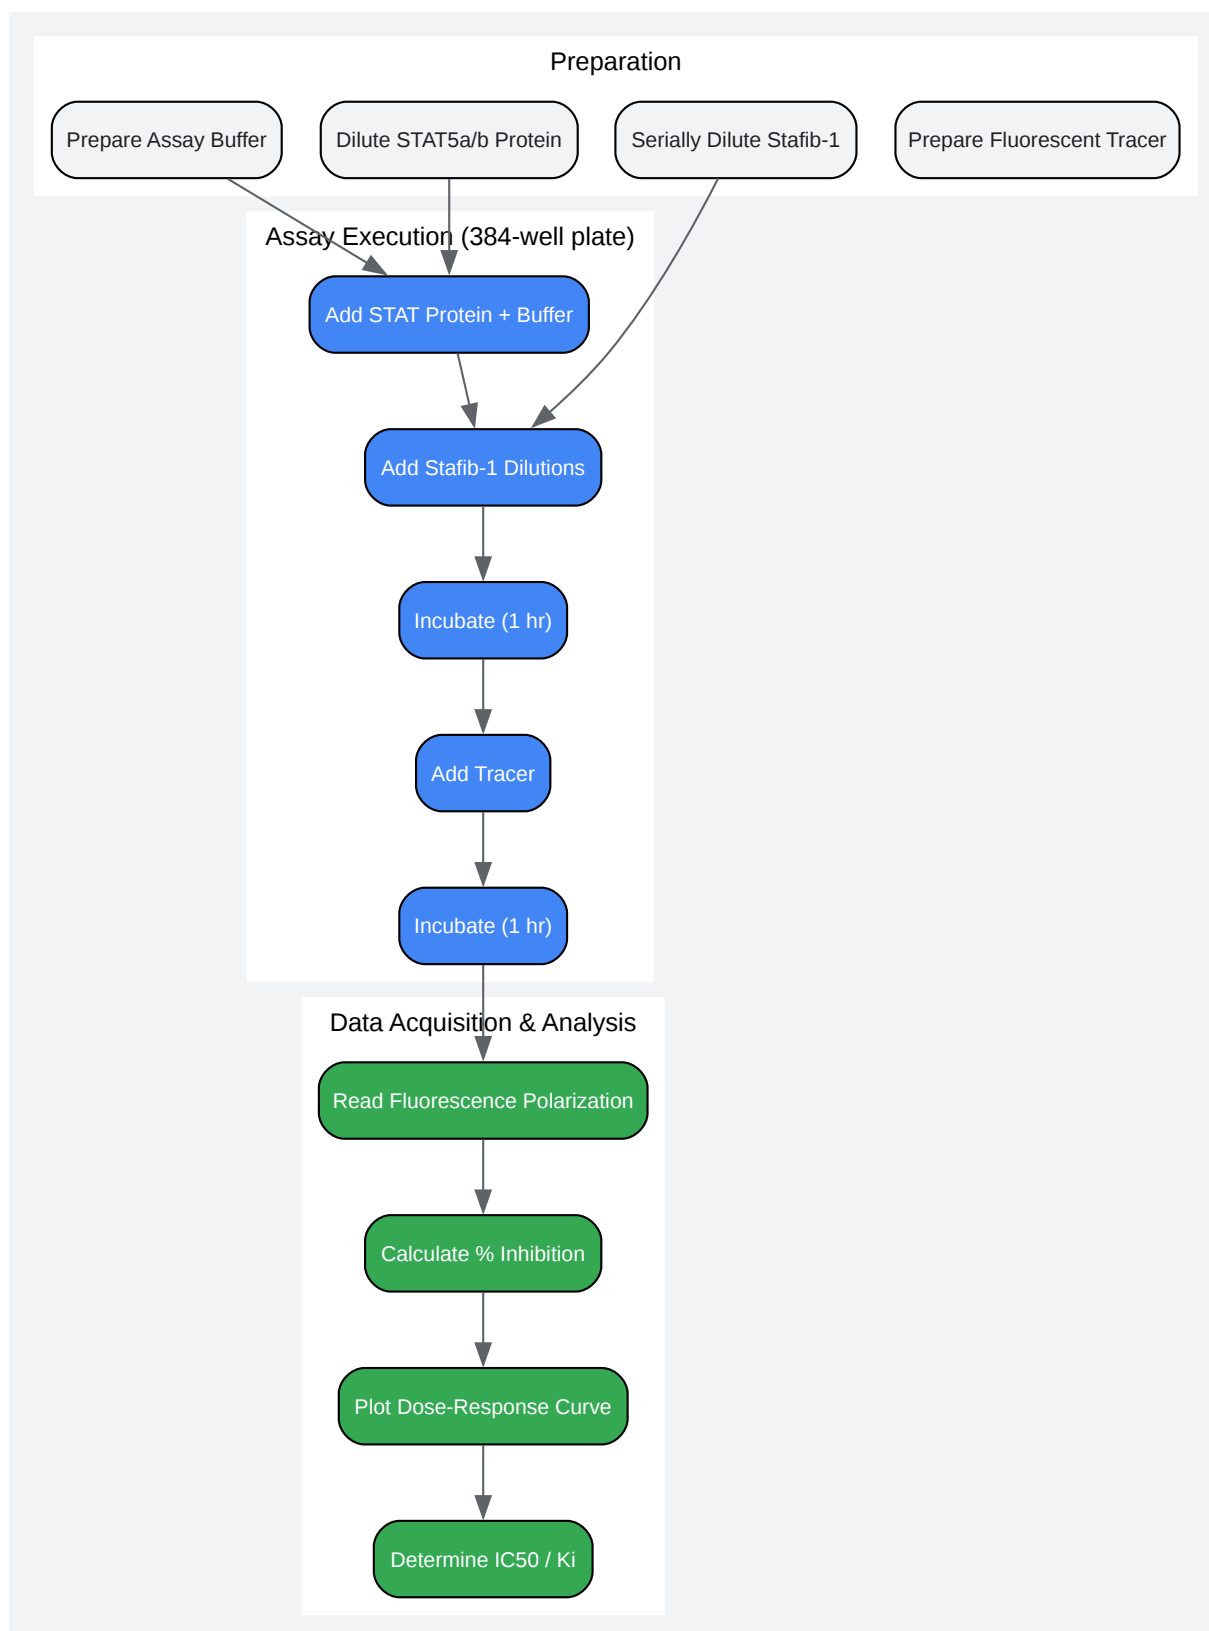 Preparation
Prepare Assay Buffer
Dilute STAT5a/b Protein
Serially Dilute Stafib-1
Prepare Fluorescent Tracer
Assay Execution (384-well plate)
Add STAT Protein + Buffer
Add Stafib-1 Dilutions
Incubate (1 hr)
Add Tracer
Incubate (1 hr)
Data Acquisition & Analysis
Read Fluorescence Polarization
Calculate % Inhibition
Plot Dose-Response Curve
Determine IC50 / Ki